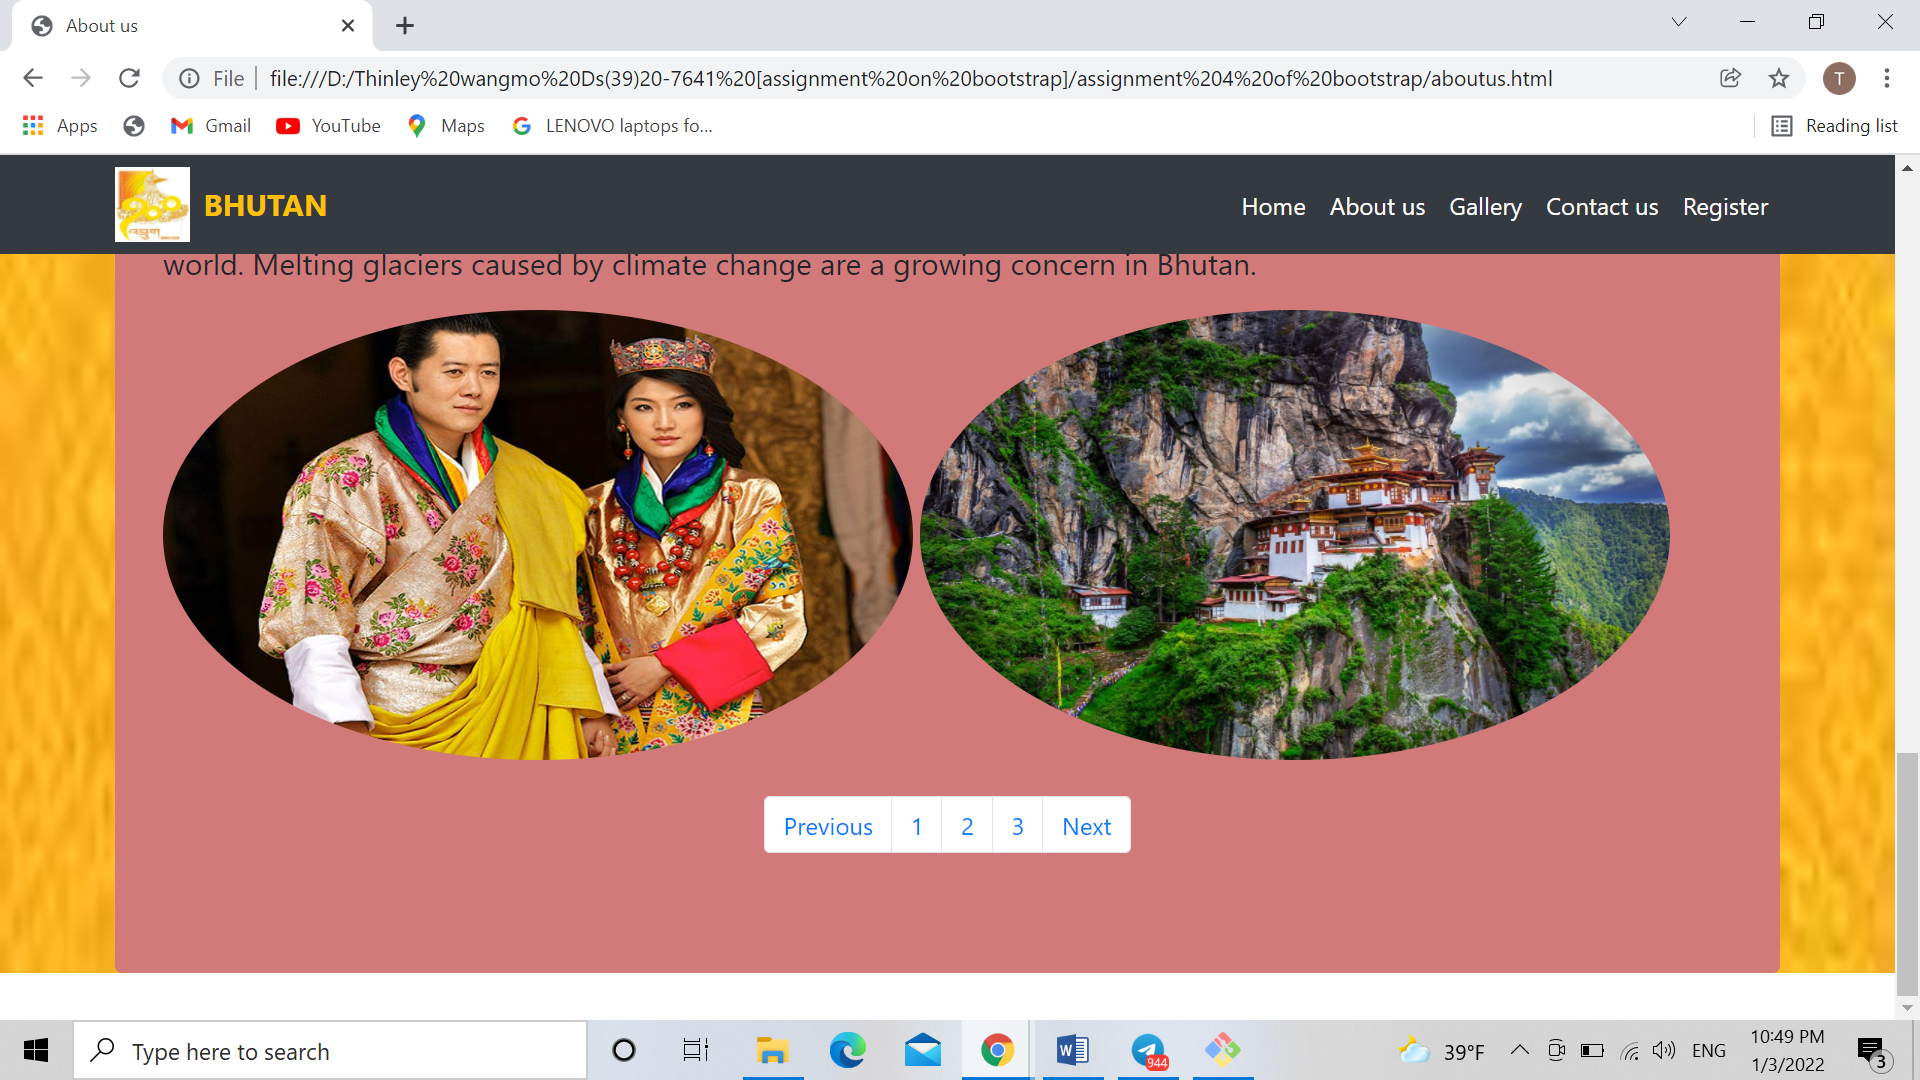 About us
File
file:///D:/Thinley%20wangmo%20Ds(39)20-7641%20[assignment%20on%20bootstrap]/assignment%204%20of%20bootstrap/aboutus.html
T
Apps
Gmail
YouTube
Maps
LENOVO laptops fo...
Reading list
BHUTAN
Home
About us
Gallery
Contact us
Register
world. Melting glaciers caused by climate change are a growing concern in Bhutan.
Previous
1
2
3
Next
Type here to search
944
39°F
ENG
10:49 PM
1/3/2022
3